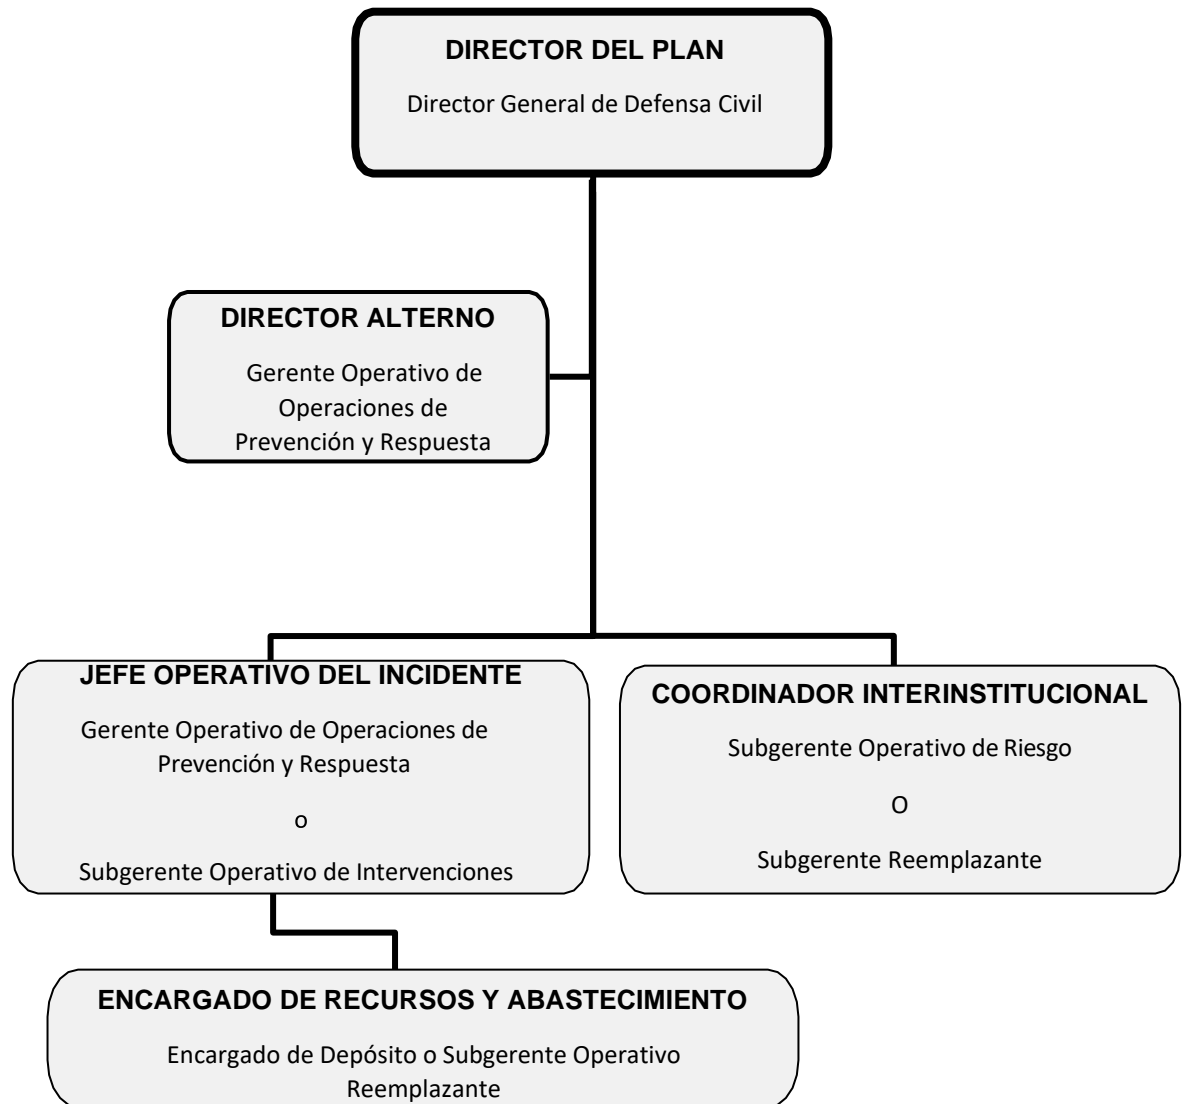 DIRECTOR DEL PLAN
Director General de Defensa Civil
DIRECTOR ALTERNO
Gerente Operativo de
Operaciones de
Prevención y Respuesta
JEFE OPERATIVO DEL INCIDENTE
Gerente Operativo de Operaciones de
Prevención y Respuesta
o
Subgerente Operativo de Intervenciones
COORDINADOR INTERINSTITUCIONAL
Subgerente Operativo de Riesgo
O
Subgerente Reemplazante
ENCARGADO DE RECURSOS Y ABASTECIMIENTO
Encargado de Depósito o Subgerente Operativo
Reemplazante